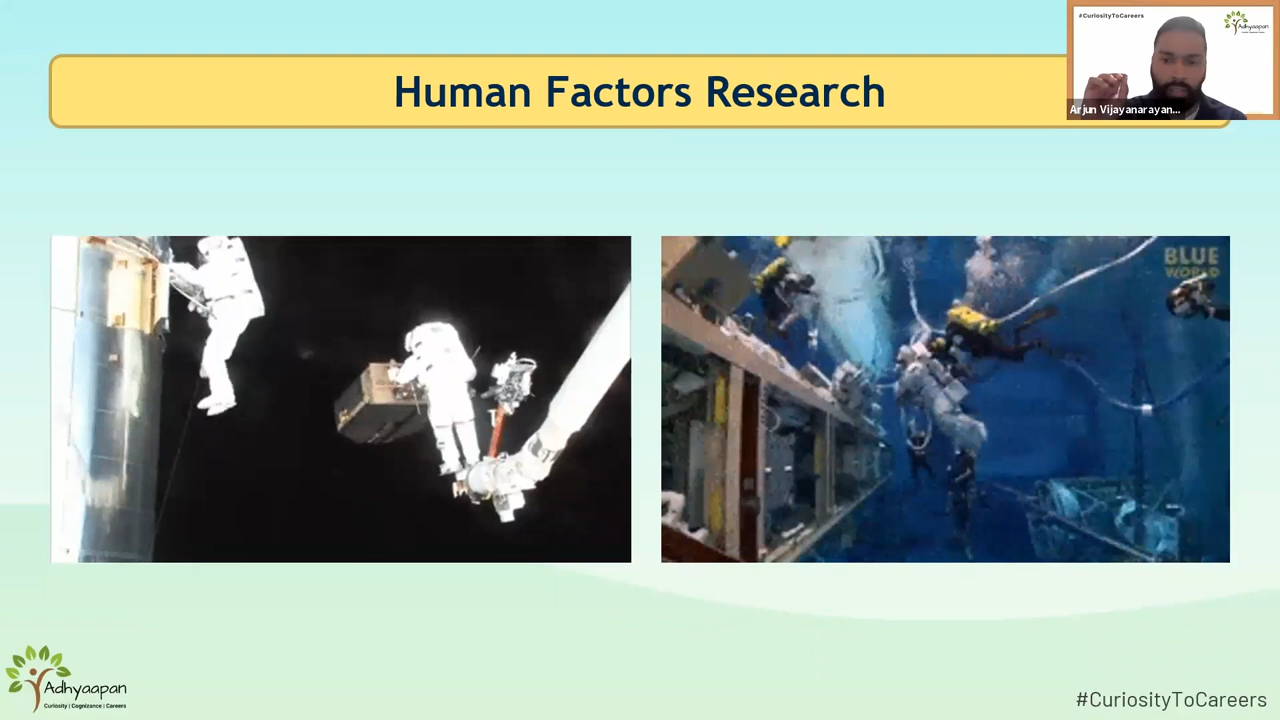 #CuriosityToCareers
Adhyaapan
Human Factors Research
Arjun Vijayanarayan...
BLUE
WORLD
Adhyaapan
Curiosity | Cognizance | Careers
#CuriosityToCareers